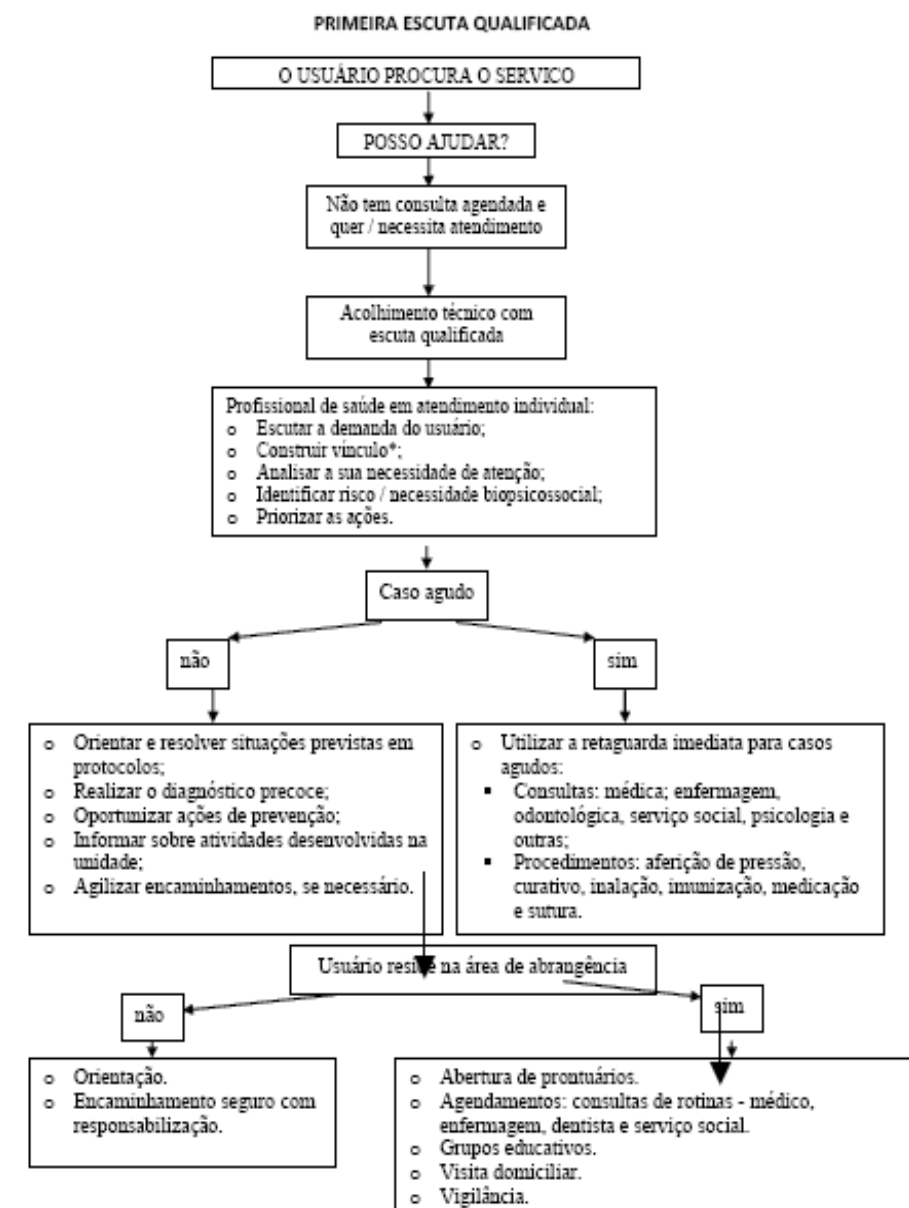 PRIMEIRA ESCUTA QUALIFICADA
O USUÁRIO PROCURA O SERVICO
POSSO AJUDAR?
Não tem consulta agendada e
quer / necessita atendimento
Acolhimento técnico com
escuta qualificada
Profissional de saúde em atendimento individual:
o Escutar a demanda do usuário;
o Construir vínculo*;
o Analisar a sua necessidade de atenção;
o Identificar risco / necessidade biopsicossocial;
o Priorizar as ações.
Caso agudo
não
sim
o Orientar e resolver situações previstas em
protocolos;
o Realizar o diagnóstico precoce;
o Oportunizar ações de prevenção;
o Informar sobre atividades desenvolvidas na
unidade;
o Agilizar encaminhamentos, se necessário.
o Utilizar a retaguarda imediata para casos
agudos:
▪ Consultas: médica; enfermagem,
odontológica, serviço social, psicologia e
outras;
▪ Procedimentos: aferição de pressão,
curativo, inalação, imunização, medicação
e sutura.
Usuário reside na área de abrangência
não
sim
o Orientação.
o Encaminhamento seguro com
responsabilização.
o Abertura de prontuários.
o Agendamentos: consultas de rotinas - médico,
enfermagem, dentista e serviço social.
o Grupos educativos.
o Visita domiciliar.
o Vigilância.